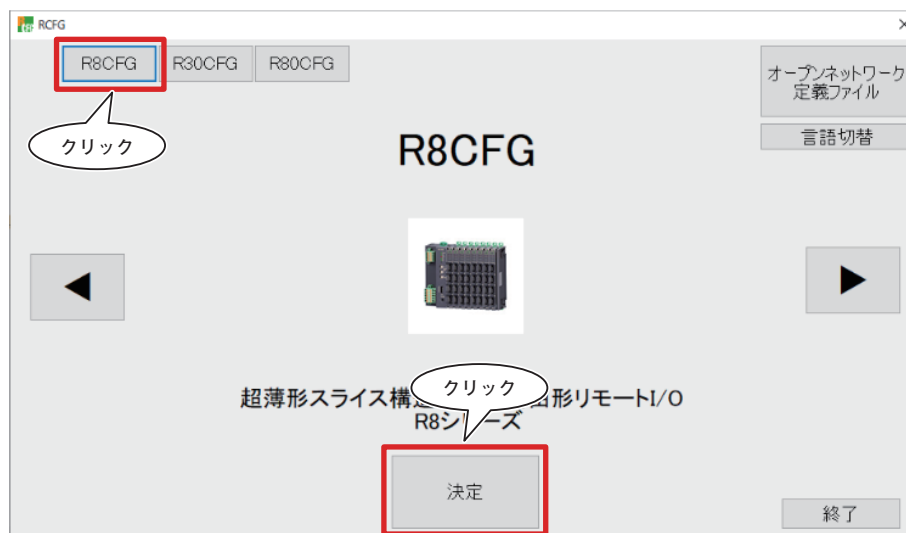 RCFG
R8CFG R30CFG R80CFG
オープンネットワーク
定義ファイル
クリック
言語切替
R8CFG
◀ ▶
クリック
超薄形スライス構 形リモートI/O
R8シ ーズ
決定
終了